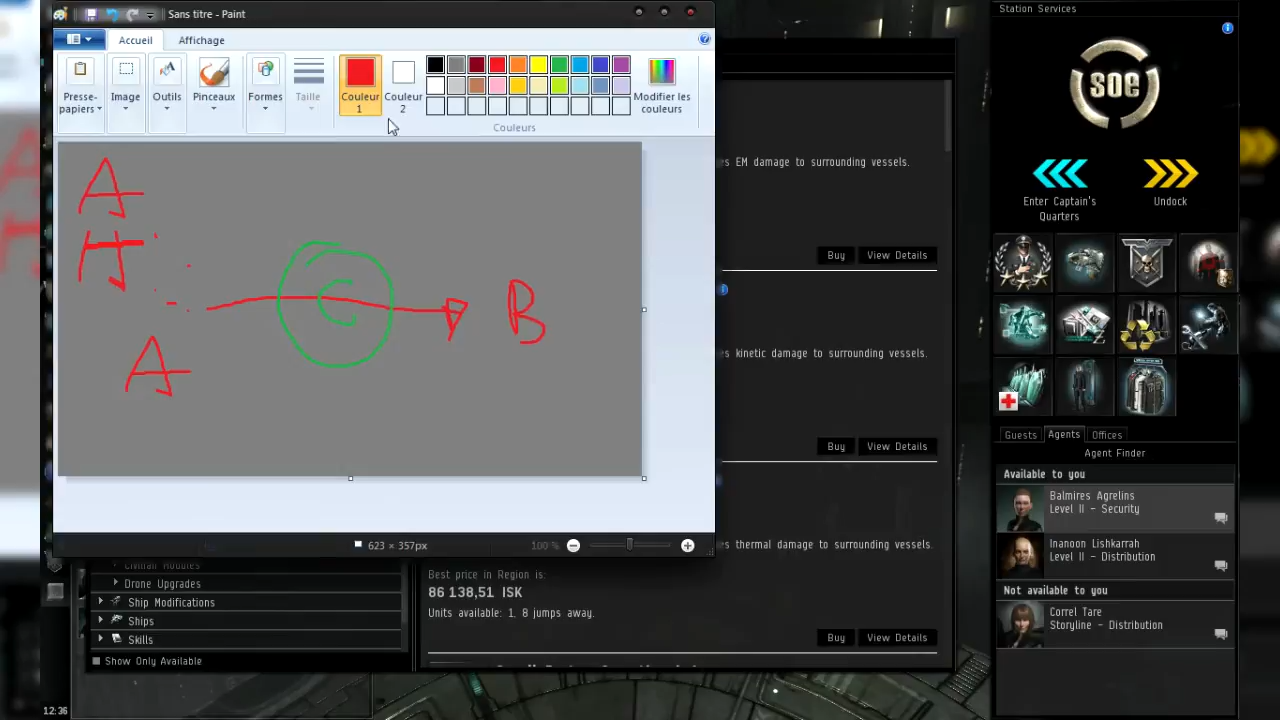 Sans titre - Paint
Accueil
Affichage
Presse-
papiers
Image
Outils
Pinceaux
Formes
Taille
Couleur
1
Couleur
2
Modifier les
couleurs
Couleurs
A
A
A
C
B
623 × 357px
100 %
s EM damage to surrounding vessels.
Buy
View Details
es kinetic damage to surrounding vessels.
Buy
View Details
es thermal damage to surrounding vessels.
Best price in Region is:
86 138,51 ISK
Units available: 1, 8 jumps away.
Buy
View Details
Civilian Modules
Drone Upgrades
Ship Modifications
Ships
Skills
Show Only Available
12:36
Station Services
SOE
Enter Captain's
Quarters
Undock
Guests
Agents
Offices
Agent Finder
Available to you
Balmires Agrelins
Level II - Security
Inanoon Lishkarrah
Level II - Distribution
Not available to you
Correl Tare
Storyline - Distribution